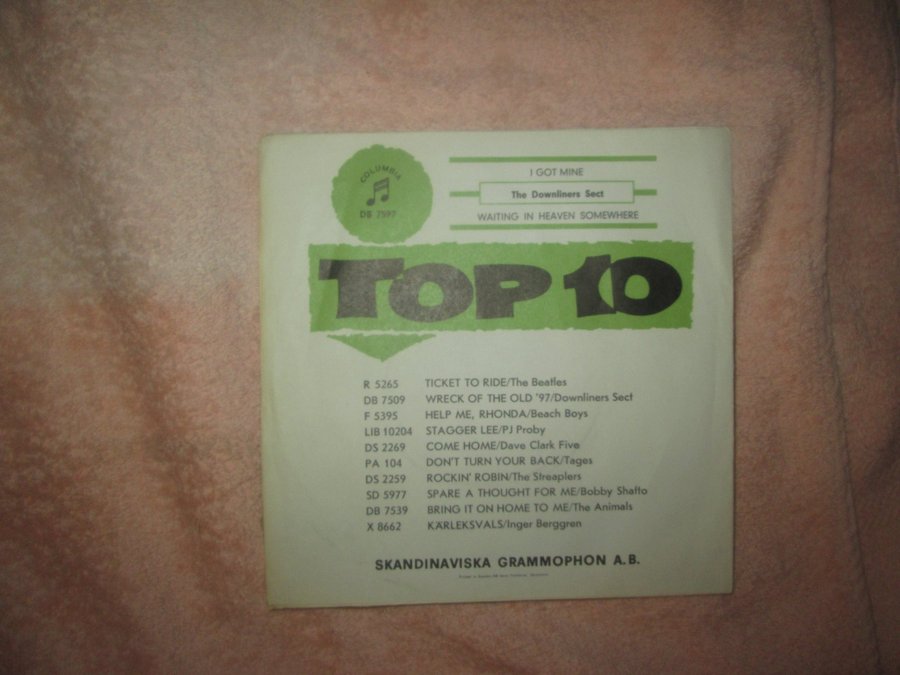 COLUMBIA
DB 7597
I GOT MINE
The Downliners Sect
WAITING IN HEAVEN SOMEWHERE
TOP 10
R 5265 TICKET TO RIDE/The Beatles
DB 7509 WRECK OF THE OLD '97/Downliners Sect
F 5395 HELP ME, RHONDA/Beach Boys
LIB 10204 STAGGER LEE/PJ Proby
DS 2269 COME HOME/Dave Clark Five
PA 104 DON'T TURN YOUR BACK/Tages
DS 2259 ROCKIN' ROBIN/The Streaplers
SD 5977 SPARE A THOUGHT FOR ME/Bobby Shafto
DB 7539 BRING IT ON HOME TO ME/The Animals
X 8662 KÄRLEKSVALS/Inger Berggren
SKANDINAVISKA GRAMMOPHON A.B.